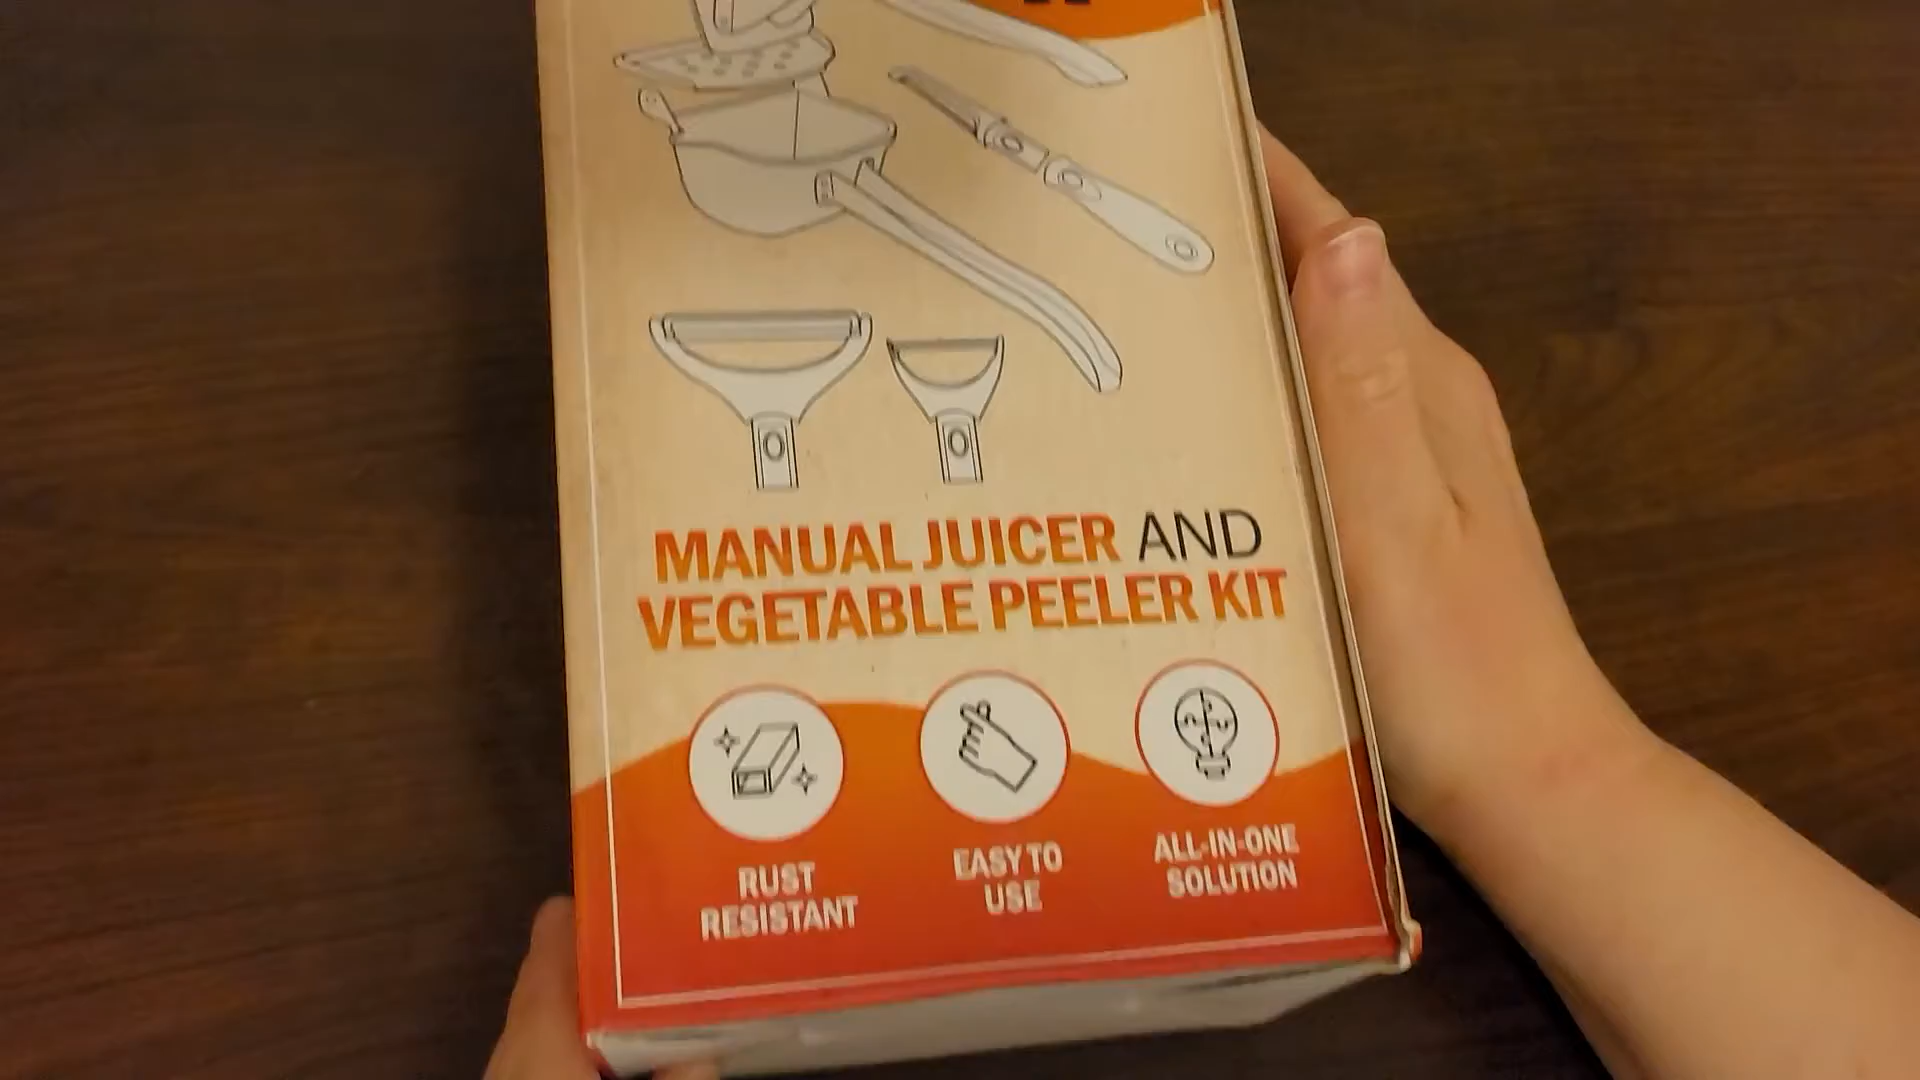 MANUAL JUICER AND
VEGETABLE PEELER KIT
RUST
RESISTANT
EASY TO
USE
ALL-IN-ONE
SOLUTION